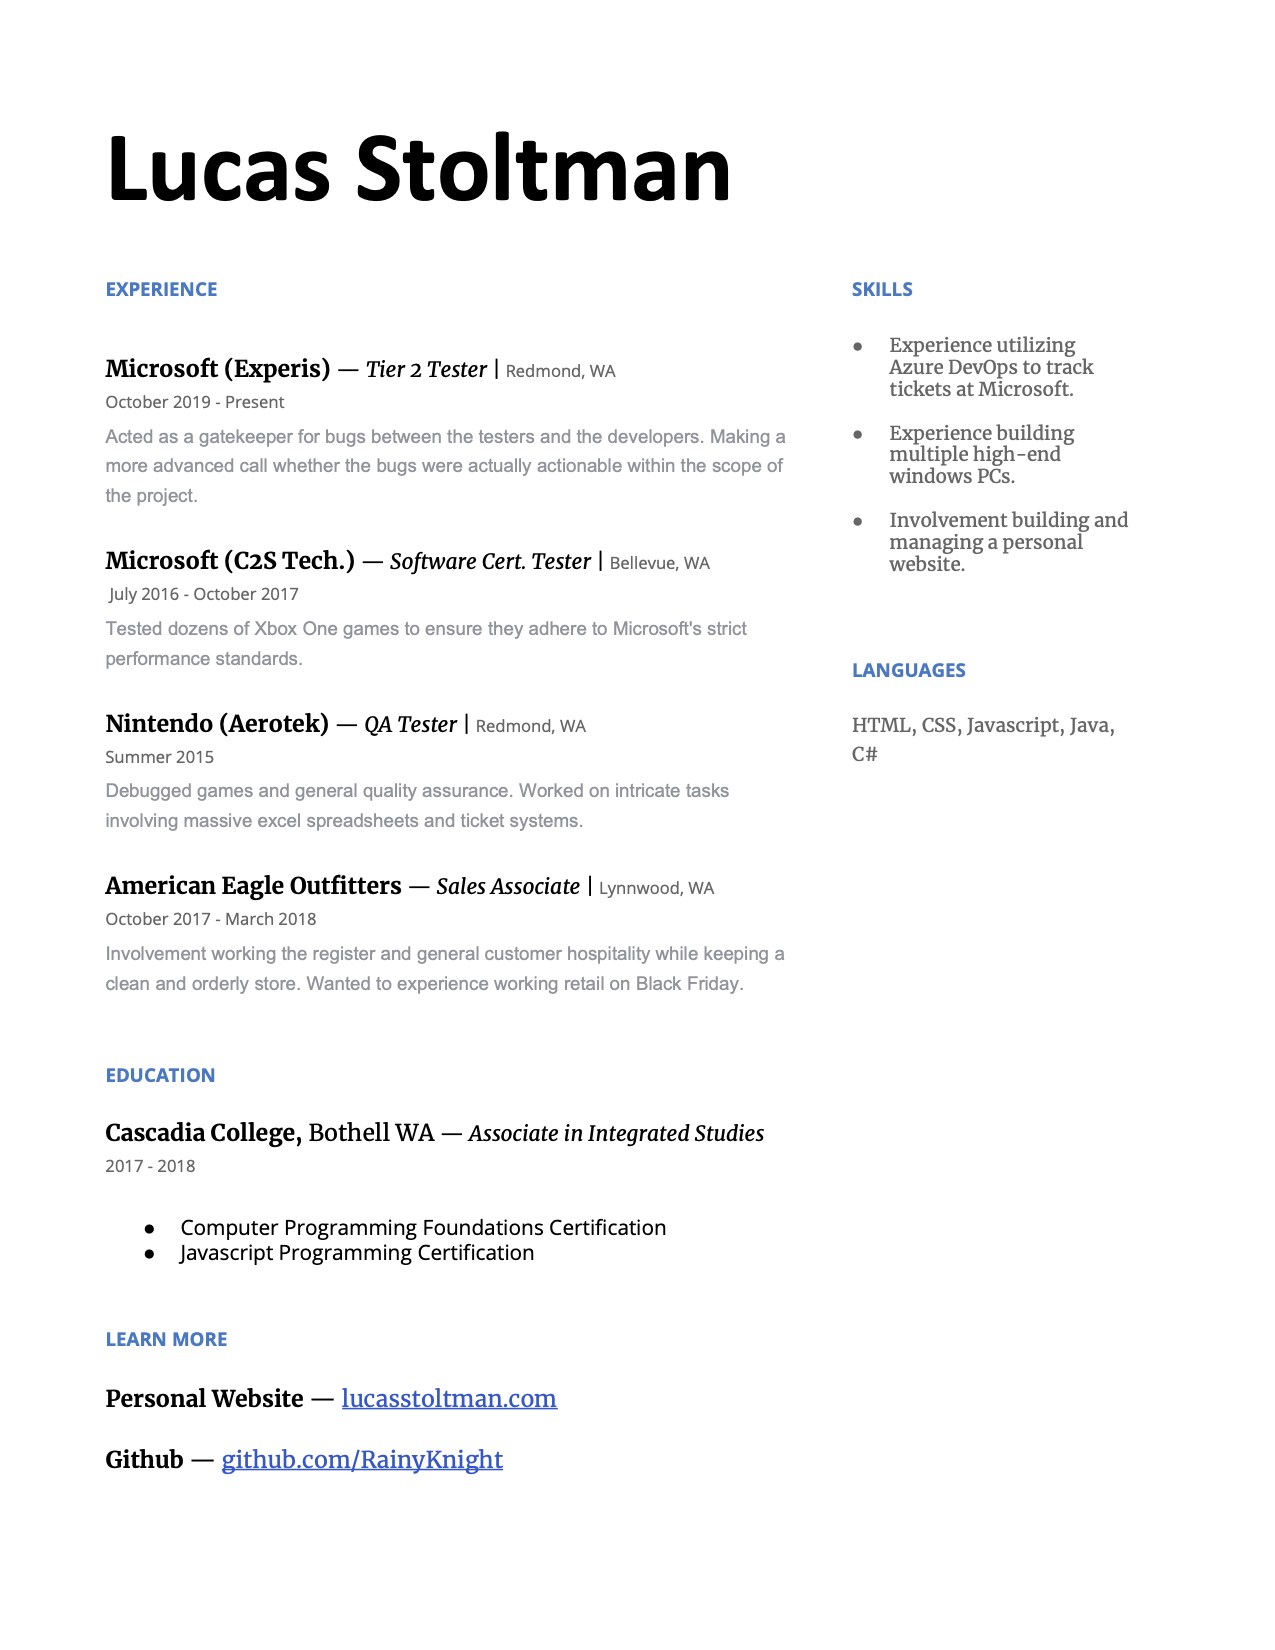 Lucas Stoltman
EXPERIENCE
Microsoft (Experis) — Tier 2 Tester | Redmond, WA
October 2019 - Present
Acted as a gatekeeper for bugs between the testers and the developers. Making a
more advanced call whether the bugs were actually actionable within the scope of
the project.
Microsoft (C2S Tech.) — Software Cert. Tester | Bellevue, WA
July 2016 - October 2017
Tested dozens of Xbox One games to ensure they adhere to Microsoft's strict
performance standards.
Nintendo (Aerotek) — QA Tester | Redmond, WA
Summer 2015
Debugged games and general quality assurance. Worked on intricate tasks
involving massive excel spreadsheets and ticket systems.
American Eagle Outfitters — Sales Associate | Lynnwood, WA
October 2017 - March 2018
Involvement working the register and general customer hospitality while keeping a
clean and orderly store. Wanted to experience working retail on Black Friday.
EDUCATION
Cascadia College, Bothell WA — Associate in Integrated Studies
2017 - 2018
● Computer Programming Foundations Certification
● Javascript Programming Certification
LEARN MORE
Personal Website — lucasstoltman.com
Github — github.com/RainyKnight
SKILLS
● Experience utilizing
Azure DevOps to track
tickets at Microsoft.
● Experience building
multiple high-end
windows PCs.
● Involvement building and
managing a personal
website.
LANGUAGES
HTML, CSS, Javascript, Java,
C#